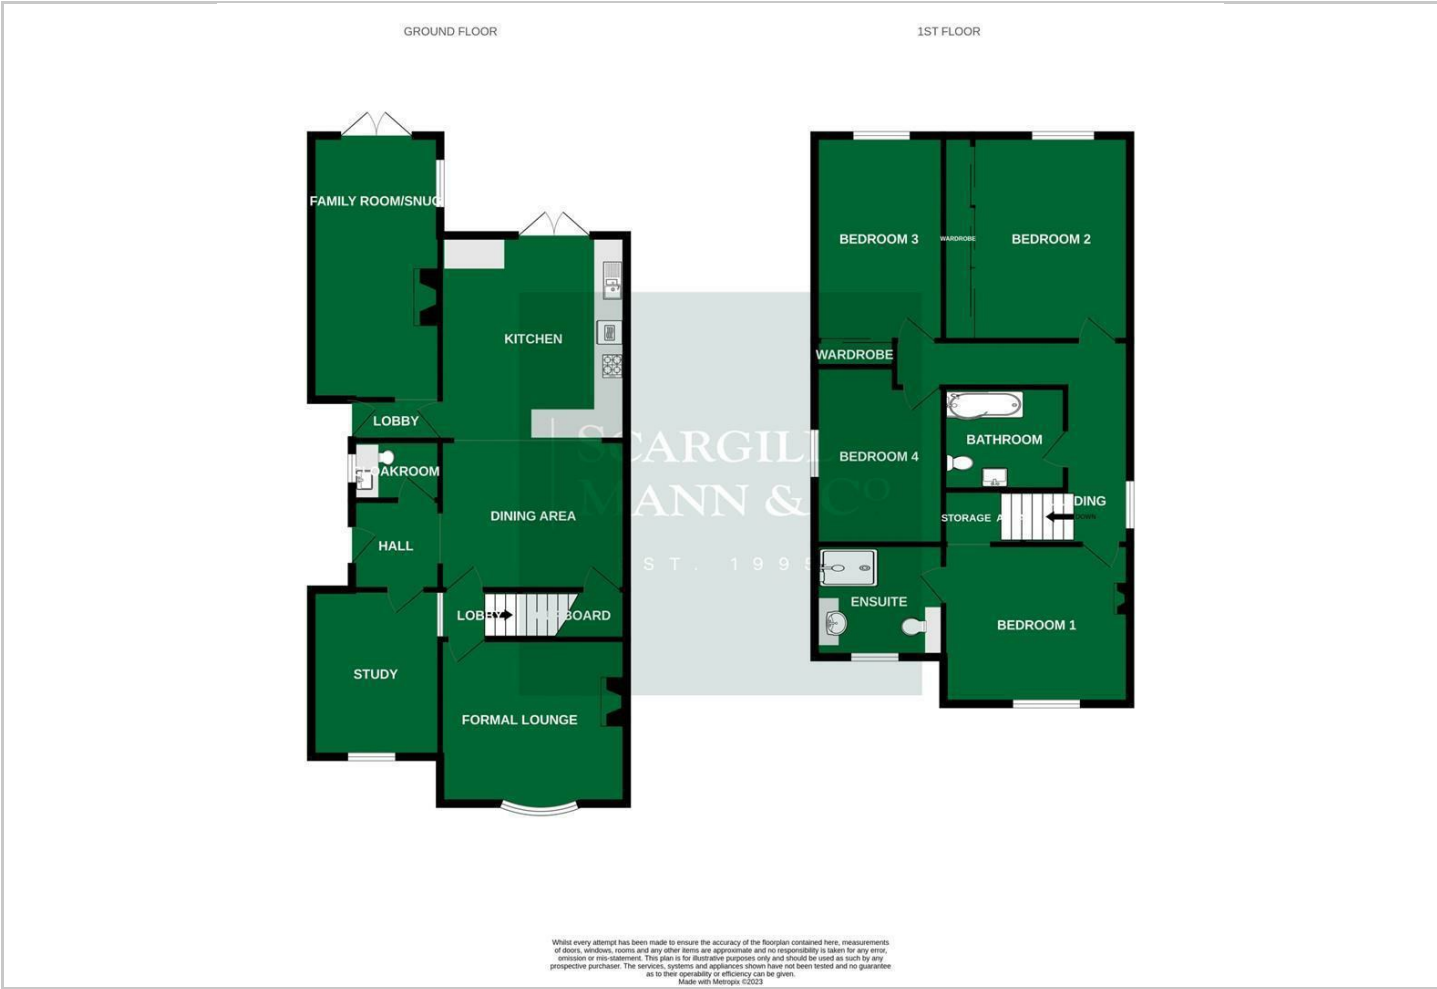 GROUND FLOOR
1ST FLOOR
FAMILY ROOM/SNUG
KITCHEN
LOBBY
CLOAKROOM
DINING AREA
HALL
LOBBY
CUPBOARD
STUDY
FORMAL LOUNGE
BEDROOM 3
WARDROBE
BEDROOM 2
WARDROBE
BATHROOM
BEDROOM 4
LANDING
STORAGE AREA
DOWN
ENSUITE
BEDROOM 1
SCARGILL
MANN & Co
EST. 1995
Whilst every attempt has been made to ensure the accuracy of the floorplan contained here, measurements
of doors, windows, rooms and any other items are approximate and no responsibility is taken for any error,
omission or mis-statement. This plan is for illustrative purposes only and should be used as such by any
prospective purchaser. The services, systems and appliances shown have not been tested and no guarantee
as to their operability or efficiency can be given.
Made with Metropix ©2023